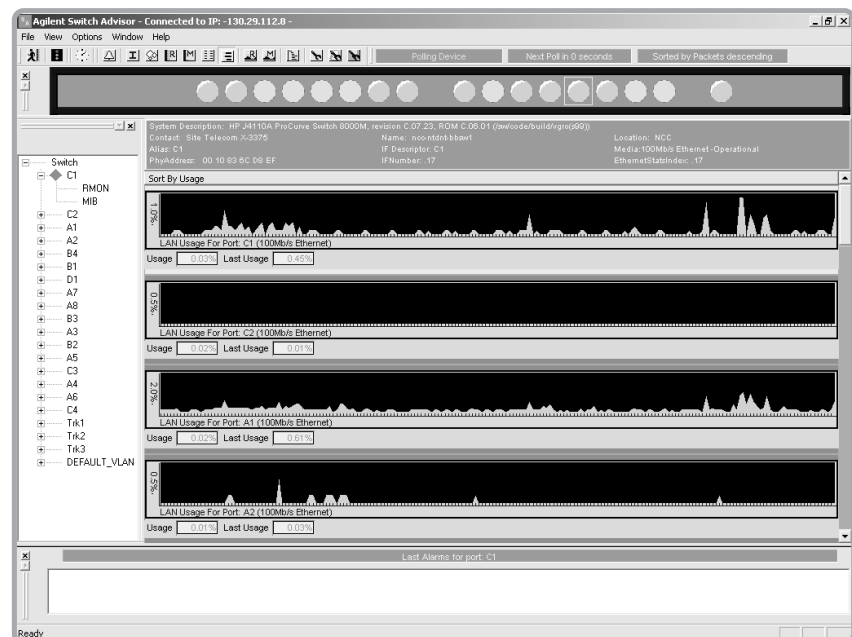 Agilent Switch Advisor - Connected to IP: -130.29.112.8 -
File View Options Window Help
Polling Device Next Poll in 0 seconds Sorted by Packets descending
System Description: HP J4110A ProCurve Switch 8000M, revision C.07.23, ROM C.06.01 (/sw/code/build/vgro(s99))
Contact: Site Telecom X-3375 Name: nco-ntdnt-bbsw1 Location: NCC
Alias: C1 IF Descriptor: C1 Media:100Mb/s Ethernet-Operational
PhyAddress: 00 10 83 6C D8 EF IFNumber: .17 EthernetStatsIndex: .17
Switch
C1
RMON
MIB
C2
A1
A2
B4
B1
D1
A7
A8
B3
A3
B2
A5
C3
A4
A6
C4
Trk1
Trk2
Trk3
DEFAULT_VLAN
Sort By Usage
1.0%
LAN Usage For Port: C1 (100Mb/s Ethernet)
Usage 0.03% Last Usage 0.45%
0.5%
LAN Usage For Port: C2 (100Mb/s Ethernet)
Usage 0.02% Last Usage 0.01%
2.0%
LAN Usage For Port: A1 (100Mb/s Ethernet)
Usage 0.02% Last Usage 0.61%
0.5%
LAN Usage For Port: A2 (100Mb/s Ethernet)
Usage 0.01% Last Usage 0.03%
Last Alarms for port: C1
Ready